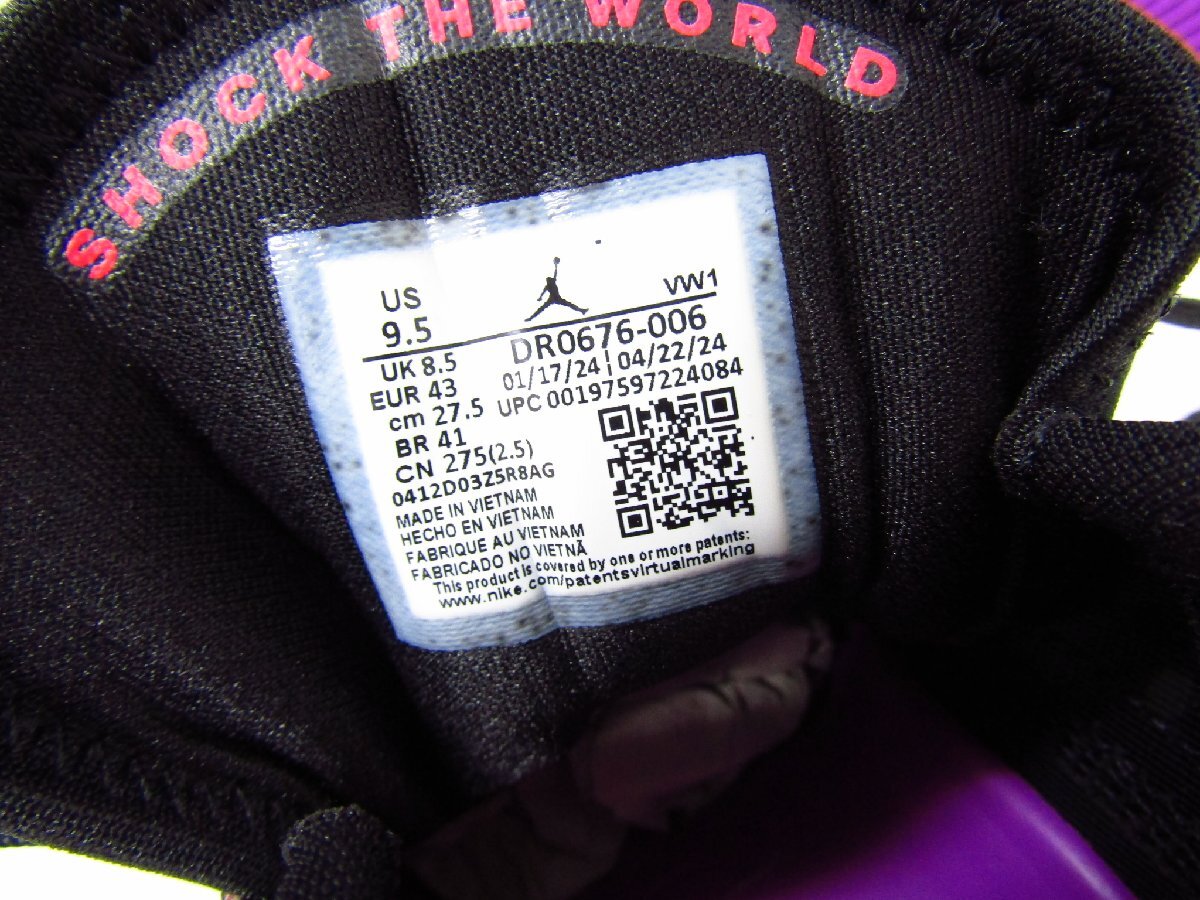 SHOCK THE WORLD
US
9.5
VW1
UK 8.5
DR0676-006
EUR 43
01/17/24 | 04/22/24
cm 27.5
UPC 00197597224084
BR 41
CN 275(2.5)
0412D03Z5R8AG
MADE IN VIETNAM
HECHO EN VIETNAM
FABRIQUE AU VIETNAM
FABRICADO NO VIETNÃ
This product is covered by one or more patents:
www.nike.com/patentsvirtualmarking